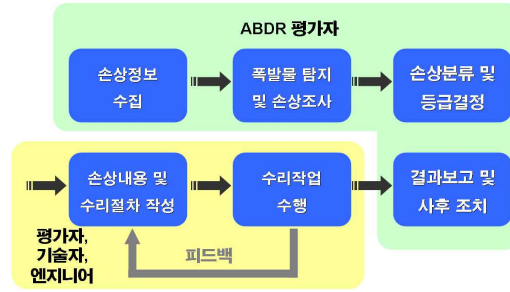 ABDR 평가자
손상정보
수집
폭발물 탐지
및 손상조사
손상분류 및
등급결정
손상내용 및
수리절차 작성
수리작업
수행
결과보고 및
사후 조치
평가자,
기술자,
엔지니어
피드백